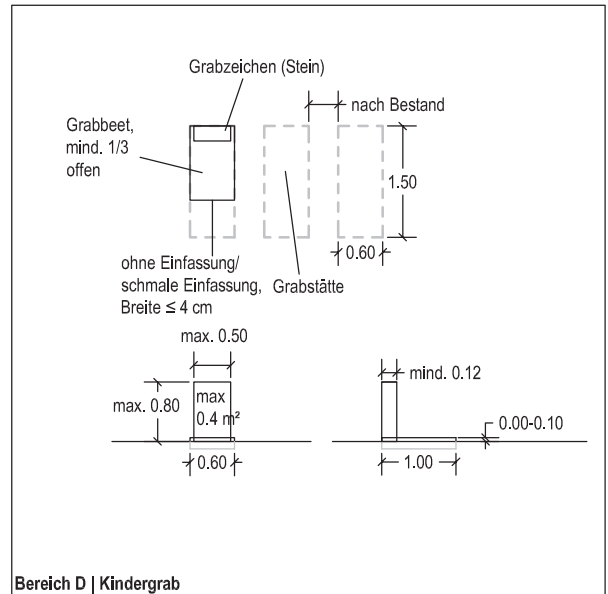 Grabzeichen (Stein)
nach Bestand
Grabbeet,
mind. 1/3
offen
1.50
0.60
ohne Einfassung/
schmale Einfassung,
Breite ≤ 4 cm
Grabstätte
max. 0.50
mind. 0.12
max. 0.80
max
0.4 m²
0.00-0.10
0.60
1.00
Bereich D | Kindergrab